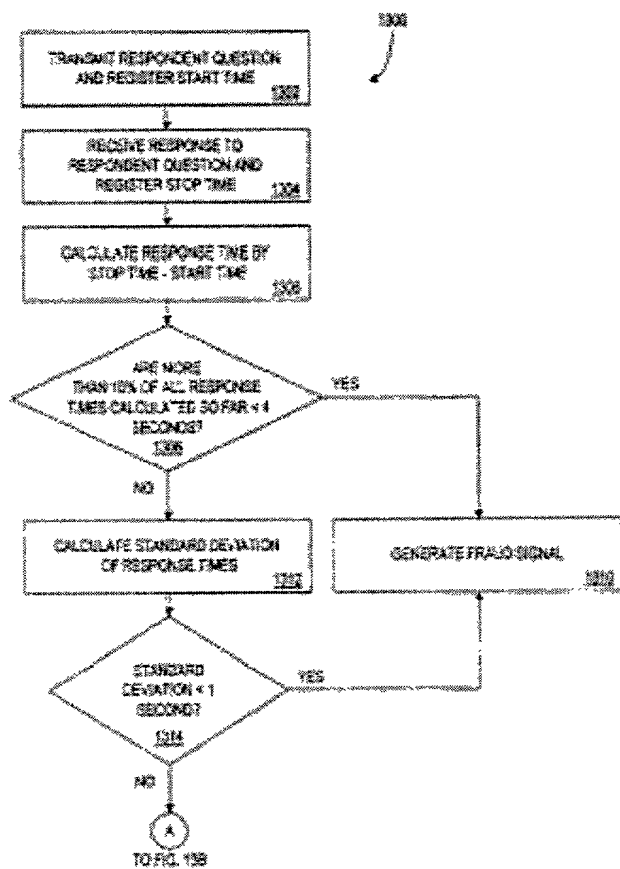 1300
TRANSMIT RESPONDENT QUESTION
AND REGISTER START TIME
1302
RECEIVE RESPONSE TO
RESPONDENT QUESTION AND
REGISTER STOP TIME
1304
CALCULATE RESPONSE TIME BY
STOP TIME - START TIME
1306
ARE MORE
THAN 10% OF ALL RESPONSE
TIMES CALCULATED SO FAR < 4
SECONDS?
YES
NO
CALCULATE STANDARD DEVIATION
OF RESPONSE TIMES
1312
GENERATE FRAUD SIGNAL
1310
STANDARD
DEVIATION < 1
SECOND?
1314
YES
NO
A
TO FIG. 13B